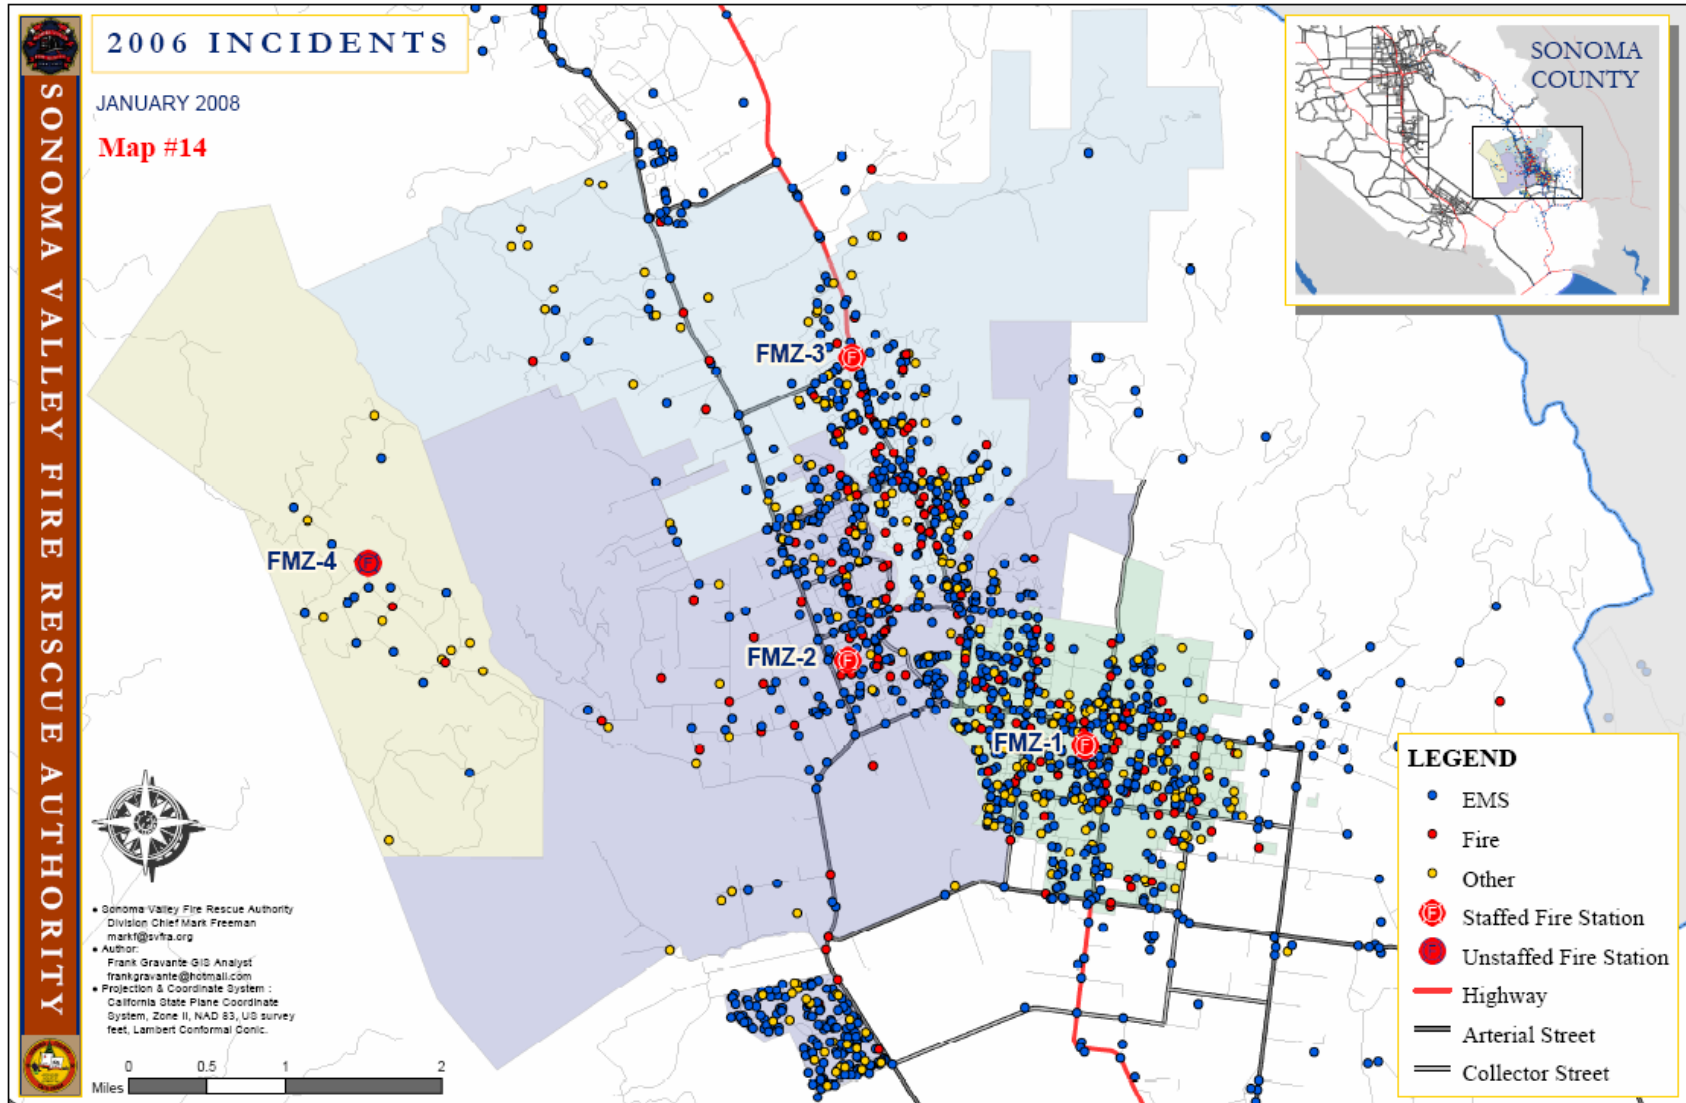 SONOMA VALLEY FIRE RESCUE AUTHORITY
2006 INCIDENTS
JANUARY 2008
Map #14
SONOMA
COUNTY
FMZ-3
FMZ-4
FMZ-2
FMZ-1
LEGEND
EMS
Fire
Other
Staffed Fire Station
Unstaffed Fire Station
Highway
Arterial Street
Collector Street
• Sonoma Valley Fire Rescue Authority
Division Chief Mark Freeman
markf@svfra.org
• Author:
Frank Gravante GIS Analyst
frankgravante@hotmail.com
• Projection & Coordinate System :
California State Plane Coordinate
System, Zone II, NAD 83, US survey
feet, Lambert Conformal Conic.
0 0.5 1 2
Miles